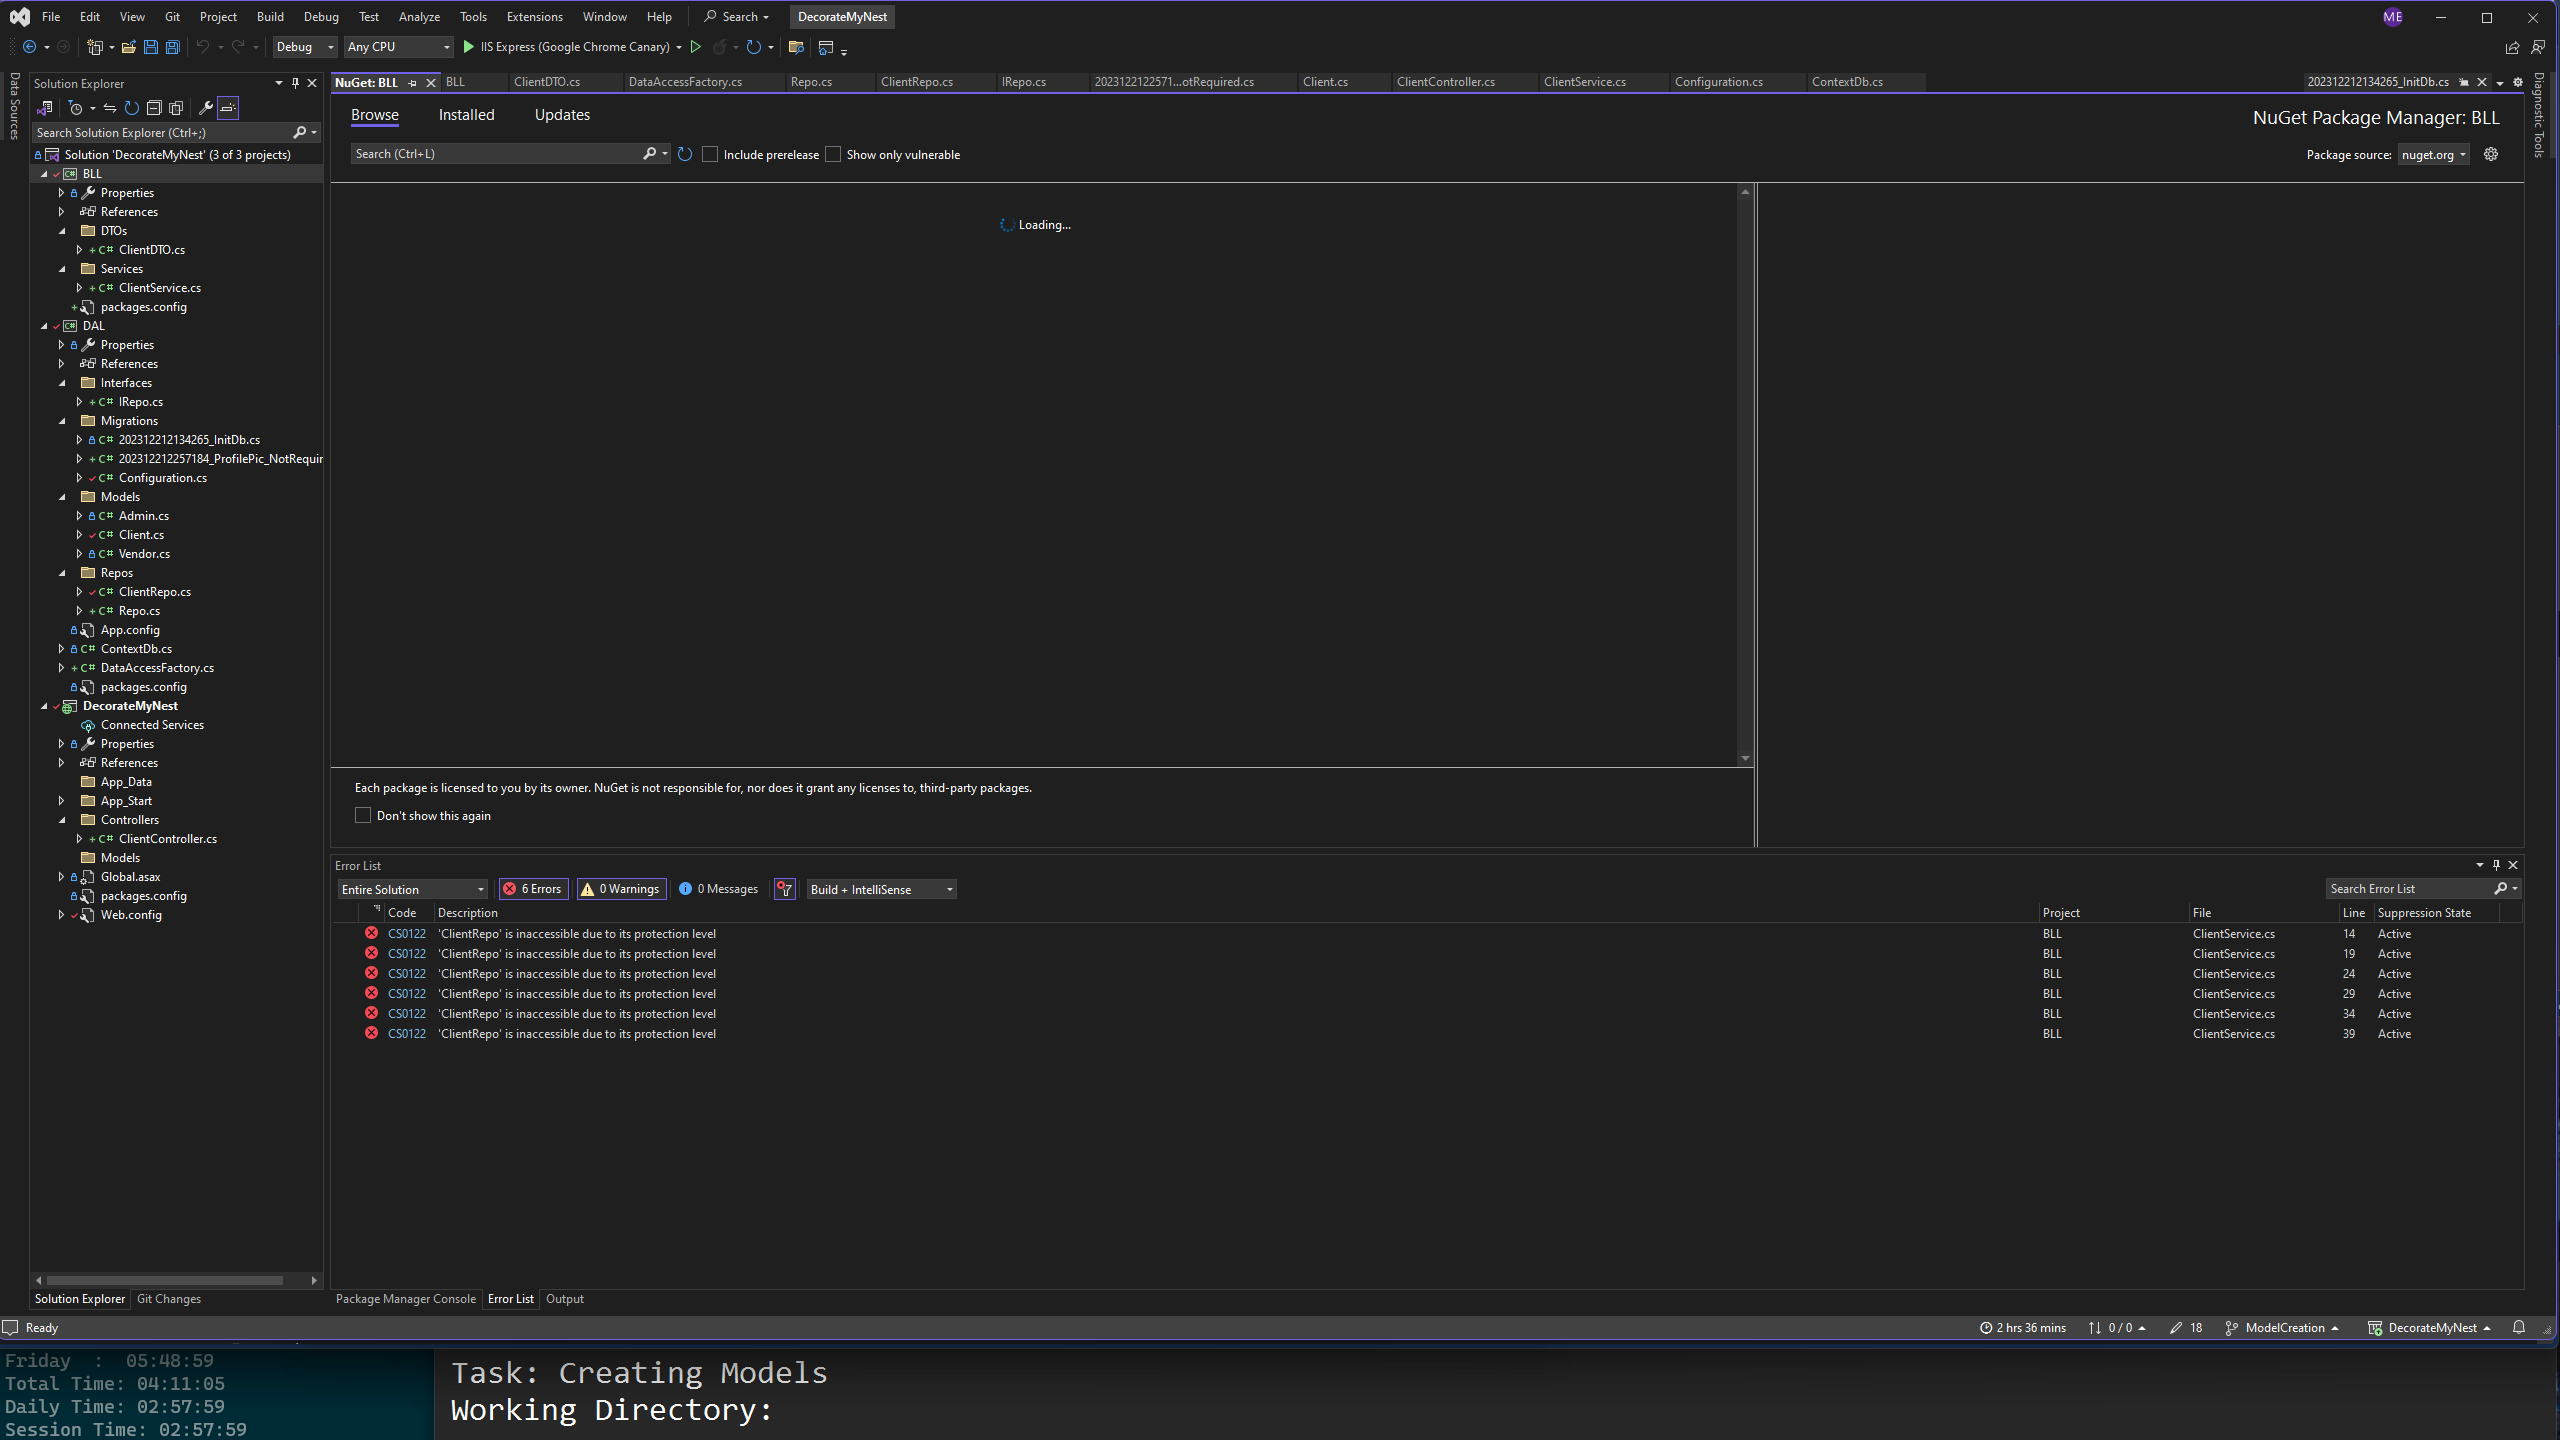 File Edit View Git Project Build Debug Test Analyze Tools Extensions Window Help Search DecorateMyNest ME
Debug Any CPU IIS Express (Google Chrome Canary)
Data Sources
Solution Explorer
Search Solution Explorer (Ctrl+;)
Solution 'DecorateMyNest' (3 of 3 projects)
BLL
Properties
References
DTOs
C# ClientDTO.cs
Services
C# ClientService.cs
packages.config
DAL
Properties
References
Interfaces
C# IRepo.cs
Migrations
C# 202312212134265_InitDb.cs
C# 202312212257184_ProfilePic_NotRequir
C# Configuration.cs
Models
C# Admin.cs
C# Client.cs
C# Vendor.cs
Repos
C# ClientRepo.cs
C# Repo.cs
App.config
C# ContextDb.cs
C# DataAccessFactory.cs
packages.config
DecorateMyNest
Connected Services
Properties
References
App_Data
App_Start
Controllers
C# ClientController.cs
Models
Global.asax
packages.config
Web.config
Solution Explorer Git Changes
NuGet: BLL BLL ClientDTO.cs DataAccessFactory.cs Repo.cs ClientRepo.cs IRepo.cs 2023122122571...otRequired.cs Client.cs ClientController.cs ClientService.cs Configuration.cs ContextDb.cs 202312212134265_InitDb.cs
Browse Installed Updates NuGet Package Manager: BLL
Search (Ctrl+L) Include prerelease Show only vulnerable Package source: nuget.org
Loading...
Each package is licensed to you by its owner. NuGet is not responsible for, nor does it grant any licenses to, third-party packages.
Don't show this again
Diagnostic Tools
Error List
Entire Solution 6 Errors 0 Warnings 0 Messages Build + IntelliSense Search Error List
Code Description Project File Line Suppression State
CS0122 'ClientRepo' is inaccessible due to its protection level BLL ClientService.cs 14 Active
CS0122 'ClientRepo' is inaccessible due to its protection level BLL ClientService.cs 19 Active
CS0122 'ClientRepo' is inaccessible due to its protection level BLL ClientService.cs 24 Active
CS0122 'ClientRepo' is inaccessible due to its protection level BLL ClientService.cs 29 Active
CS0122 'ClientRepo' is inaccessible due to its protection level BLL ClientService.cs 34 Active
CS0122 'ClientRepo' is inaccessible due to its protection level BLL ClientService.cs 39 Active
Package Manager Console Error List Output
Ready 2 hrs 36 mins 0 / 0 18 ModelCreation DecorateMyNest
Friday : 05:48:59
Total Time: 04:11:05
Daily Time: 02:57:59
Session Time: 02:57:59
Task: Creating Models
Working Directory: